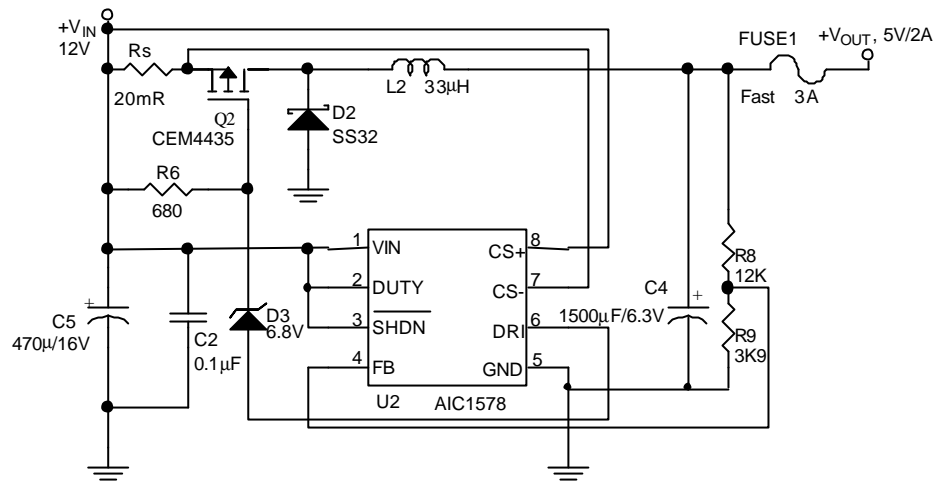 +VIN
12V
Rs
20mR
Q2
CEM4435
L2 33μH
FUSE1
+VOUT, 5V/2A
Fast 3A
D2
SS32
R6
680
1 VIN
2 DUTY
3 SHDN
4 FB
CS+ 8
CS- 7
DRI 6
GND 5
U2 AIC1578
D3
6.8V
+
C5
470μ/16V
C2
0.1μF
C4
+
1500μF/6.3V
R8
12K
R9
3K9